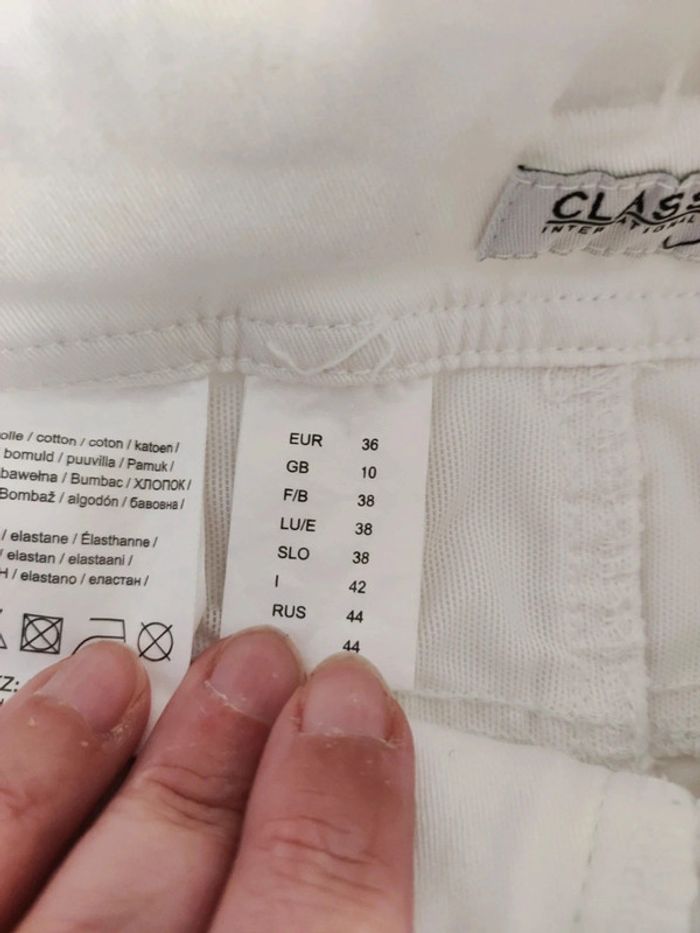 CLASS
INTERNATIONAL
/ cotton / coton / katoen /
bomuld / puuvilla / Pamuk /
bawełna / Bumbac / ХЛОПОК /
Bombaž / algodón / бавовна /
/ elastane / Élasthanne /
/ elastan / elastaani /
/ elastano / еластан /
EUR 36
GB 10
F/B 38
LU/E 38
SLO 38
I 42
RUS 44
44